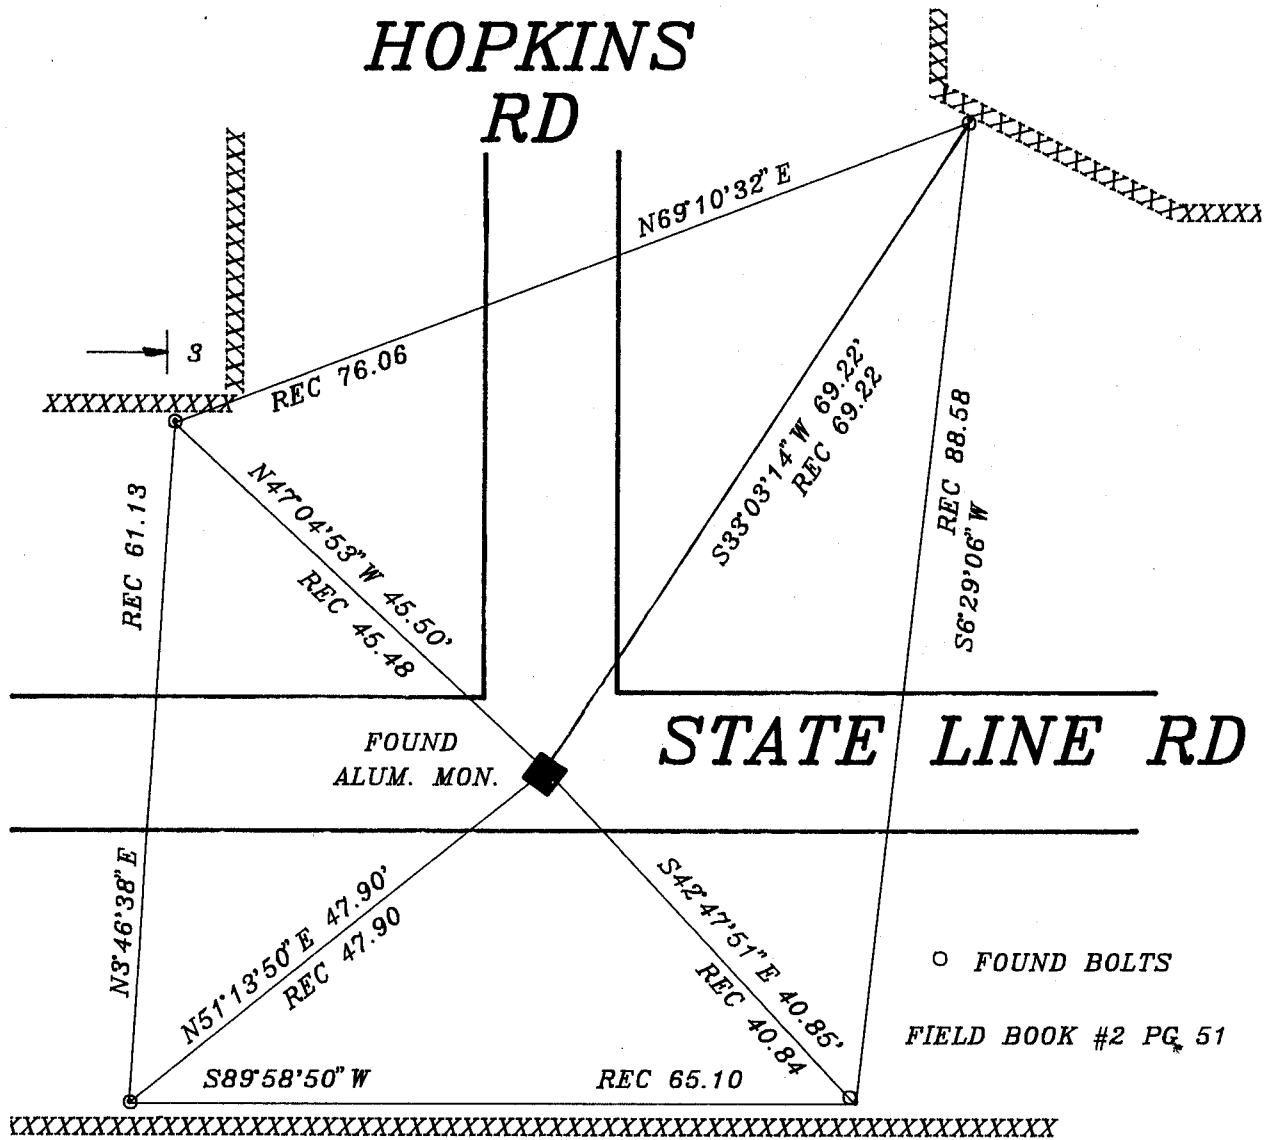 HOPKINS
RD
N69°10'32" E
REC 76.06
S
XXXXXXXXXXX
XXXXX
N47°04'53" W 45.50'
REC 45.48
REC 61.13
N3°46'38" E
S33°03'14" W 69.22'
REC 69.22
REC 88.58
S6°29'06" W
FOUND
ALUM. MON.
STATE LINE RD
N51°13'50" E 47.90'
REC 47.90
S42°47'51" E 40.85'
REC 40.84
FOUND BOLTS
FIELD BOOK #2 PG. 51
S89°58'50" W
REC 65.10